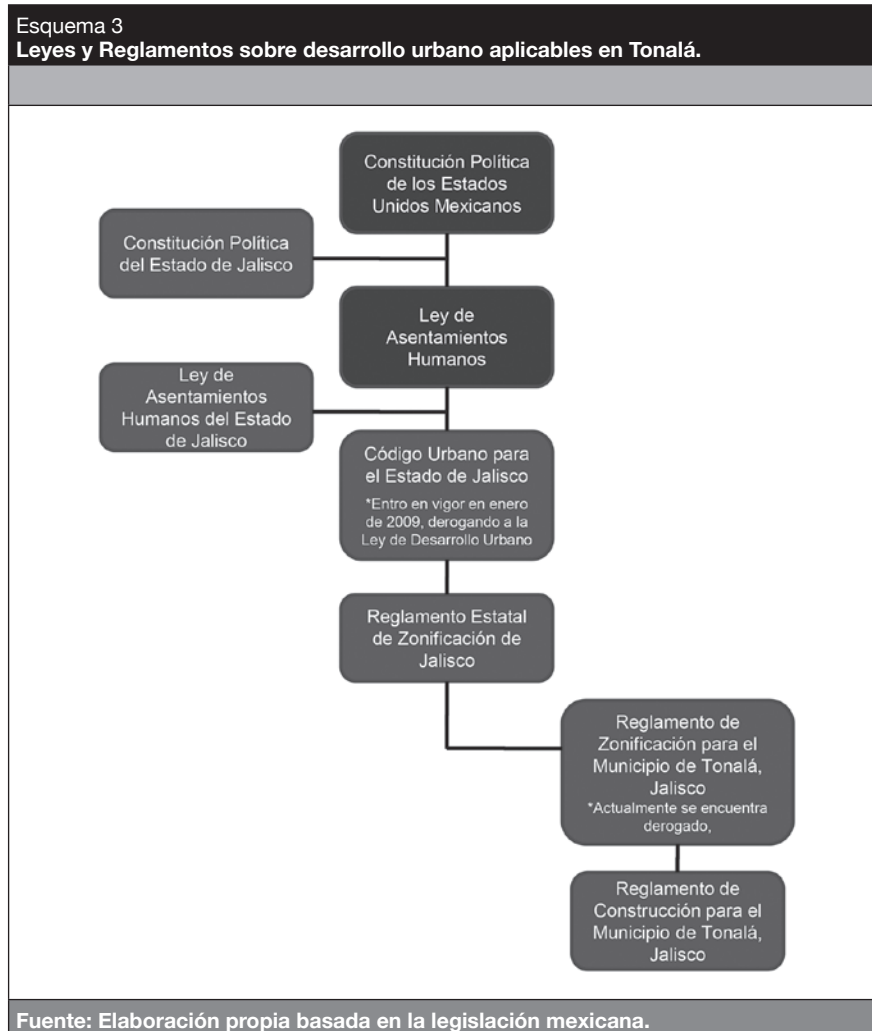 Esquema 3
Leyes y Reglamentos sobre desarrollo urbano aplicables en Tonalá.
Constitución Política
de los Estados
Unidos Mexicanos
Constitución Política
del Estado de Jalisco
Ley de
Asentamientos
Humanos
Ley de
Asentamientos
Humanos del Estado
de Jalisco
Código Urbano para
el Estado de Jalisco
*Entro en vigor en enero
de 2009, derogando a la
Ley de Desarrollo Urbano
Reglamento Estatal
de Zonificación de
Jalisco
Reglamento de
Zonificación para el
Municipio de Tonalá,
Jalisco
*Actualmente se encuentra
derogado,
Reglamento de
Construcción para el
Municipio de Tonalá,
Jalisco
Fuente: Elaboración propia basada en la legislación mexicana.